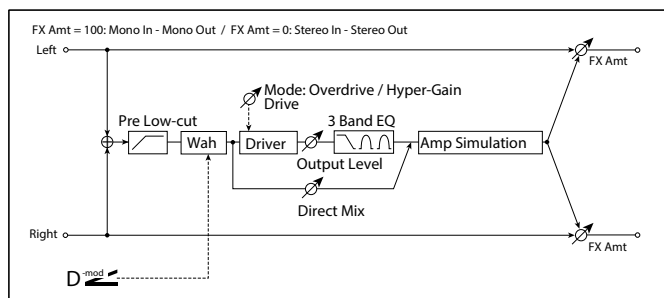 FX Amt = 100: Mono In - Mono Out / FX Amt = 0: Stereo In - Stereo Out
Left
FX Amt
Mode: Overdrive / Hyper-Gain
Drive
Pre Low-cut
3 Band EQ
Wah
Driver
Amp Simulation
Output Level
Direct Mix
Right
FX Amt
D-mod